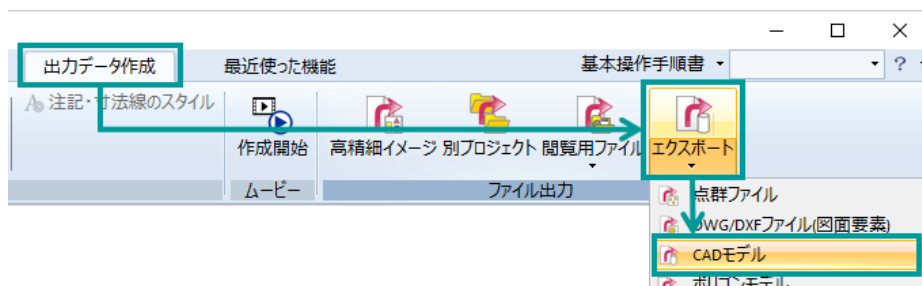 出力データ作成
最近使った機能
基本操作手順書
?
注記・寸法線のスタイル
作成開始
高精細イメージ
別プロジェクト
閲覧用ファイル
エクスポート
ムービー
ファイル出力
点群ファイル
DWG/DXFファイル(図面要素)
CADモデル
ポリゴンモデル